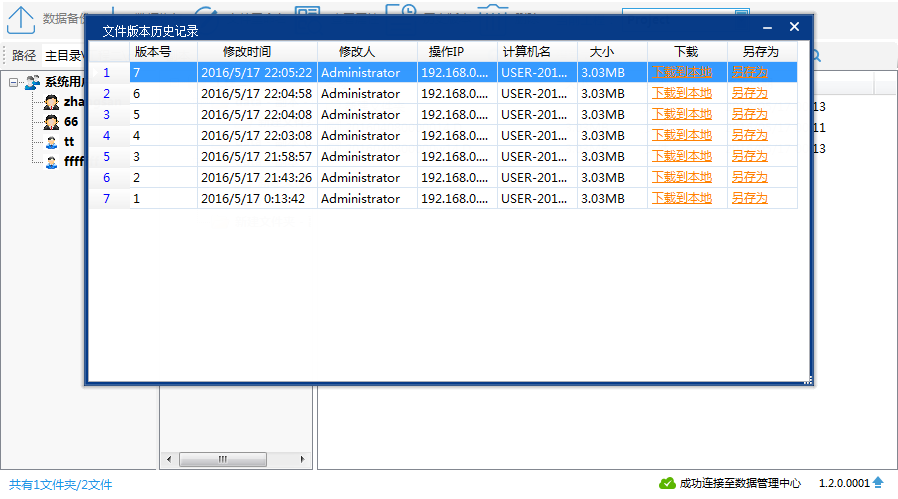 数据备份
文件版本历史记录
路径 主目录
版本号 修改时间 修改人 操作IP 计算机名 大小 下载 另存为
1 7 2016/5/17 22:05:22 Administrator 192.168.0.... USER-201... 3.03MB 下载到本地 另存为
2 6 2016/5/17 22:04:58 Administrator 192.168.0.... USER-201... 3.03MB 下载到本地 另存为
3 5 2016/5/17 22:04:08 Administrator 192.168.0.... USER-201... 3.03MB 下载到本地 另存为
4 4 2016/5/17 22:03:08 Administrator 192.168.0.... USER-201... 3.03MB 下载到本地 另存为
5 3 2016/5/17 21:58:57 Administrator 192.168.0.... USER-201... 3.03MB 下载到本地 另存为
6 2 2016/5/17 21:43:26 Administrator 192.168.0.... USER-201... 3.03MB 下载到本地 另存为
7 1 2016/5/17 0:13:42 Administrator 192.168.0.... USER-201... 3.03MB 下载到本地 另存为
系统用户
zha
66
tt
ffff
13
11
13
共有1文件夹/2文件
成功连接至数据管理中心 1.2.0.0001